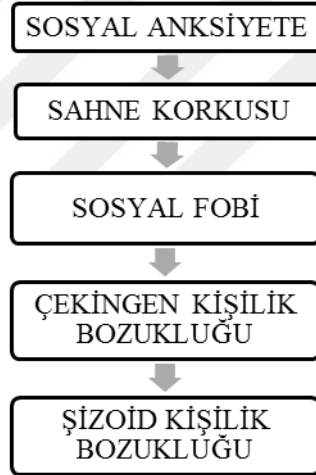 SOSYAL ANKSİYETE
SAHNE KORKUSU
SOSYAL FOBİ
ÇEKİNGEN KİŞİLİK
BOZUKLUĞU
ŞİZOİD KİŞİLİK
BOZUKLUĞU